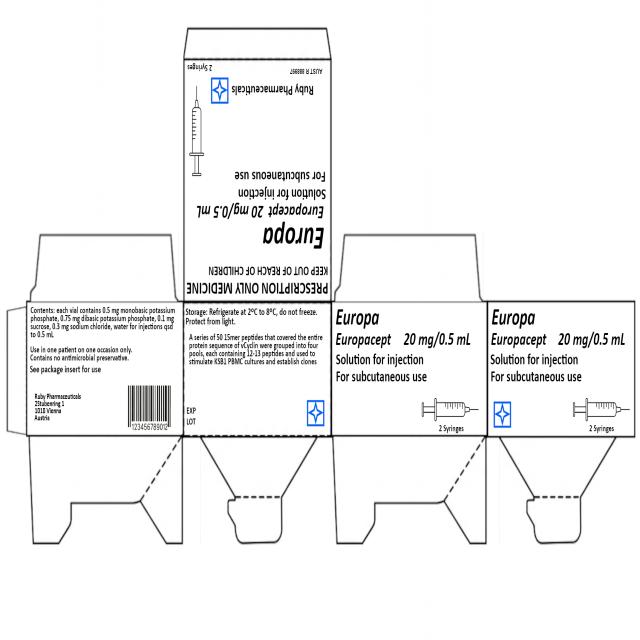 2 Syringes
AUST R 888997
Ruby Pharmaceuticals
For subcutaneous use
Solution for injection
Europacept 20 mg/0.5 mL
Europa
KEEP OUT OF REACH OF CHILDREN
PRESCRIPTION ONLY MEDICINE
Contents: each vial contains 0.5 mg monobasic potassium
phosphate, 0.75 mg dibasic potassium phosphate, 0.1 mg
sucrose, 0.3 mg sodium chloride, water for injections qsd
to 0.5 mL
Use in one patient on one occasion only.
Contains no antimicrobial preservative.
See package insert for use
Ruby Pharmaceuticals
2Stubenring 1
1018 Vienna
Austria
123456789012
Storage: Refrigerate at 2°C to 8°C, do not freeze.
Protect from light.
A series of 50 15mer peptides that covered the entire
protein sequence of vCyclin were grouped into four
pools, each containing 12-13 peptides and used to
stimulate KSB1 PBMC cultures and establish clones
EXP
LOT
Europa
Europacept 20 mg/0.5 mL
Solution for injection
For subcutaneous use
2 Syringes
Europa
Europacept 20 mg/0.5 mL
Solution for injection
For subcutaneous use
2 Syringes